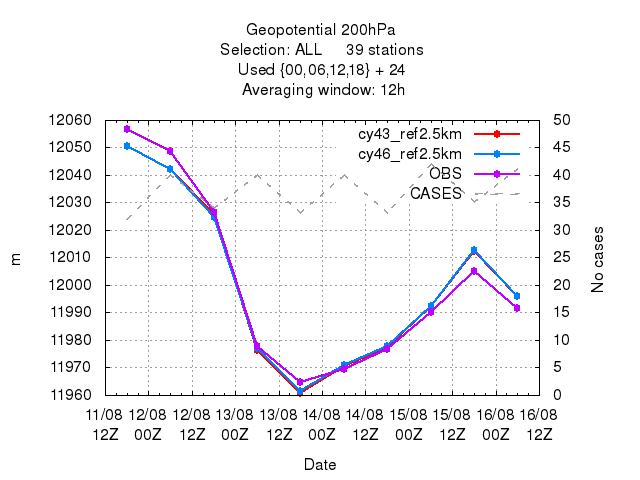 Geopotential 200hPa
Selection: ALL 39 stations
Used {00,06,12,18} + 24
Averaging window: 12h
12060
12050
12040
12030
12020
12010
12000
11990
11980
11970
11960
50
45
40
35
30
25
20
15
10
5
0
cy43_ref2.5km
cy46_ref2.5km
OBS
CASES
m
No cases
11/08 12/08 12/08 13/08 13/08 14/08 14/08 15/08 15/08 16/08 16/08
12Z 00Z 12Z 00Z 12Z 00Z 12Z 00Z 12Z 00Z 12Z
Date